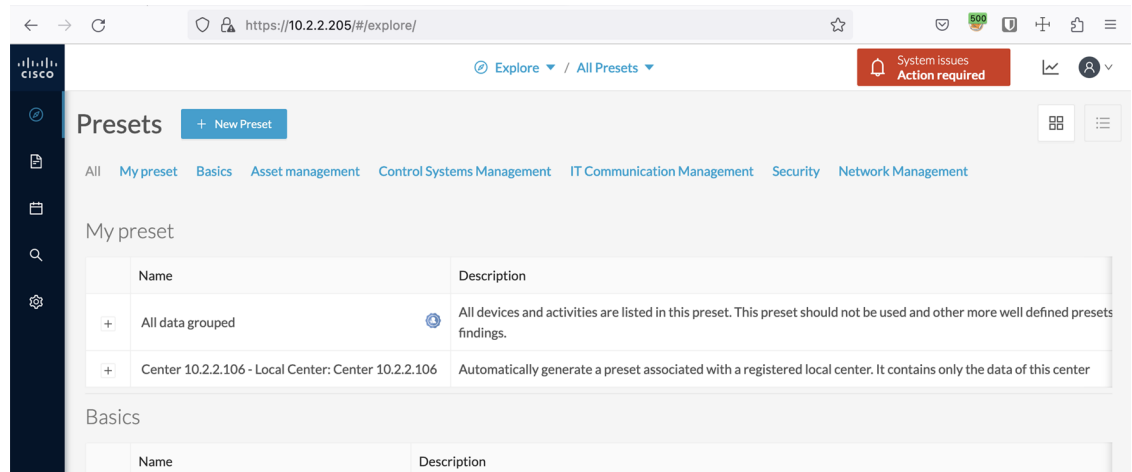 https://10.2.2.205/#/explore/
500
CISCO
Explore / All Presets
System issues
Action required
Presets
+ New Preset
All My preset Basics Asset management Control Systems Management IT Communication Management Security Network Management
My preset
Name Description
All data grouped
All devices and activities are listed in this preset. This preset should not be used and other more well defined presets
findings.
Center 10.2.2.106 - Local Center: Center 10.2.2.106 Automatically generate a preset associated with a registered local center. It contains only the data of this center
Basics
Name Description